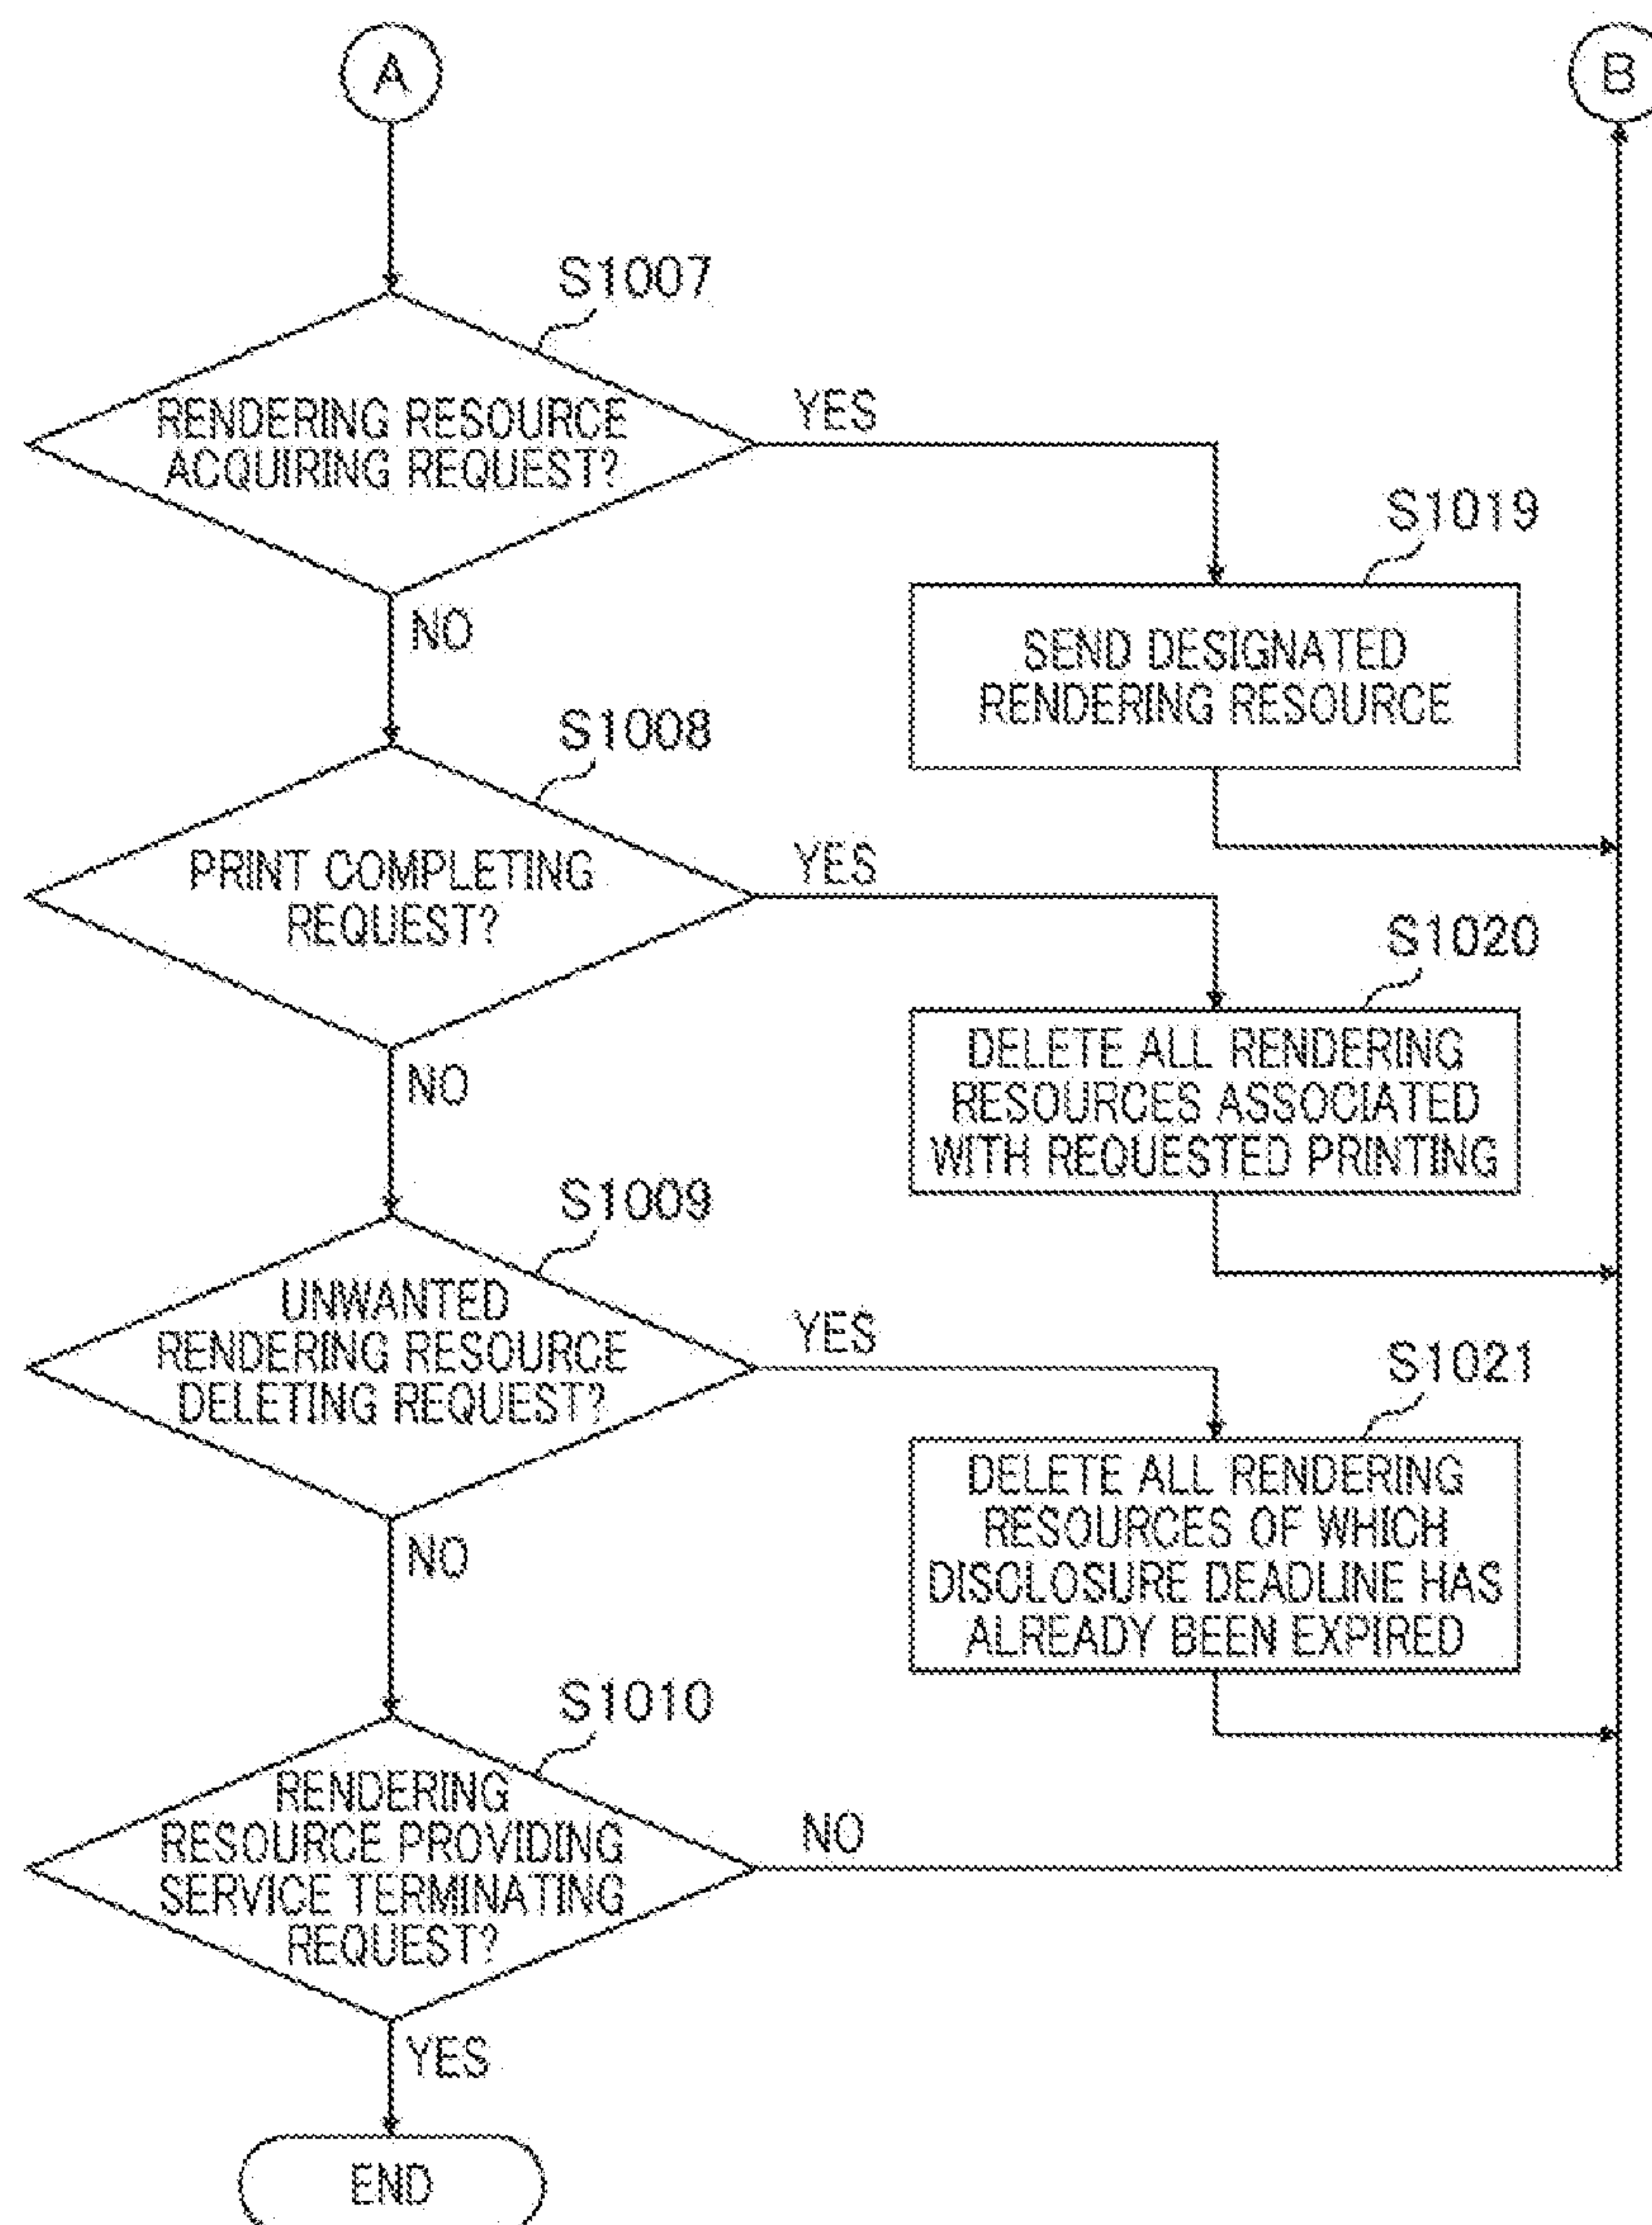 A
B
S1007
RENDERING RESOURCE
ACQUIRING REQUEST?
YES
NO
S1019
SEND DESIGNATED
RENDERING RESOURCE
S1008
PRINT COMPLETING
REQUEST?
YES
NO
S1020
DELETE ALL RENDERING
RESOURCES ASSOCIATED
WITH REQUESTED PRINTING
S1009
UNWANTED
RENDERING RESOURCE
DELETING REQUEST?
YES
NO
S1021
DELETE ALL RENDERING
RESOURCES OF WHICH
DISCLOSURE DEADLINE HAS
ALREADY BEEN EXPIRED
S1010
RENDERING
RESOURCE PROVIDING
SERVICE TERMINATING
REQUEST?
NO
YES
END